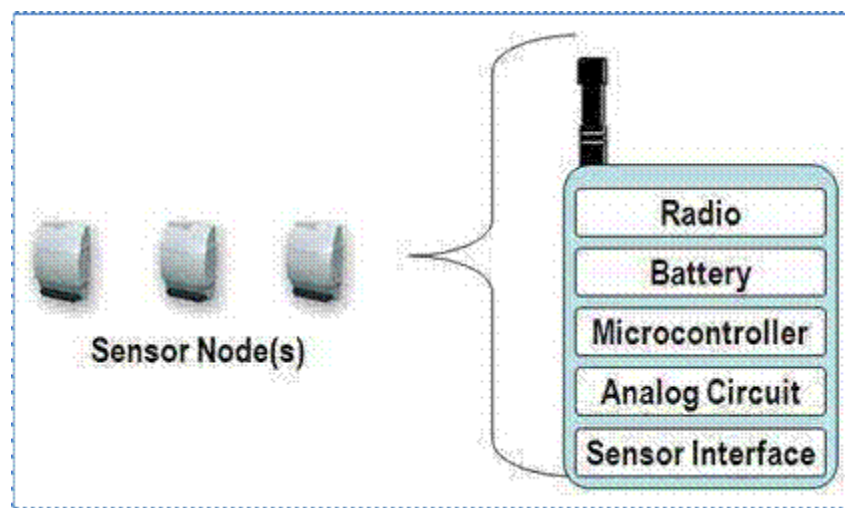 Radio
Battery
Microcontroller
Analog Circuit
Sensor Interface
Sensor Node(s)